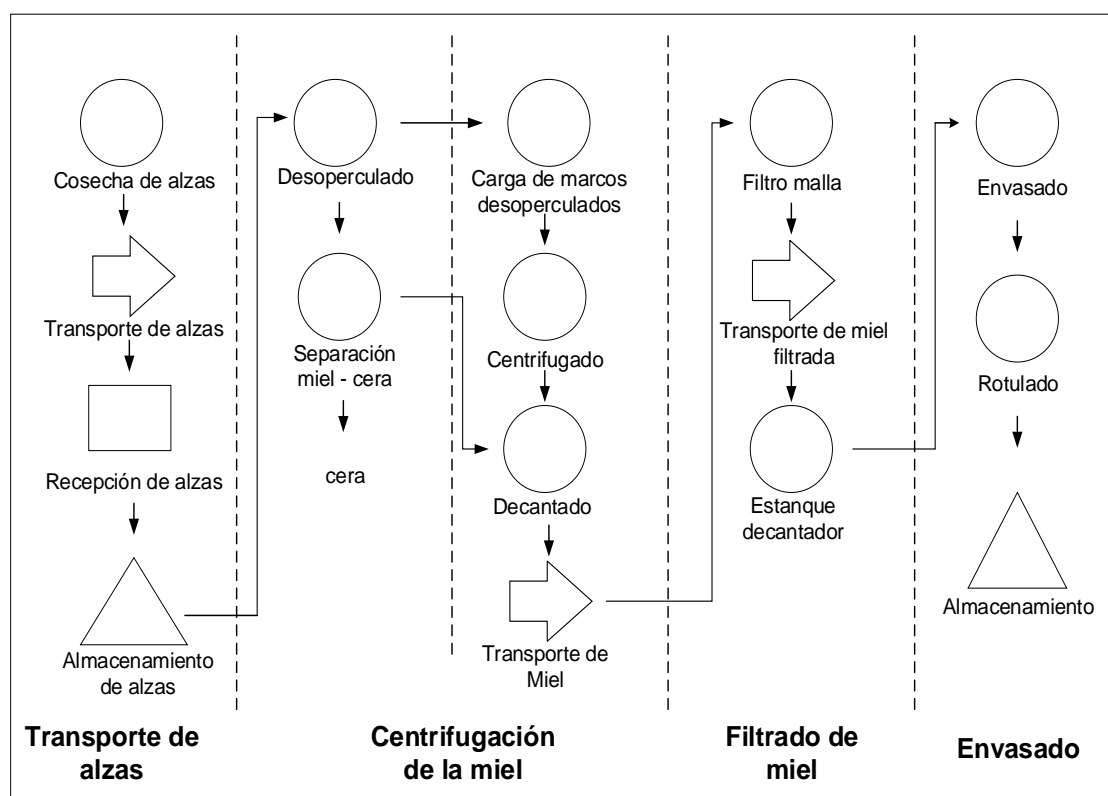 Cosecha de alzas
Transporte de alzas
Recepción de alzas
Almacenamiento
de alzas
Desoperculado
Separación
miel - cera
cera
Carga de marcos
desoperculados
Centrifugado
Decantado
Transporte de
Miel
Filtro malla
Transporte de miel
filtrada
Estanque
decantador
Envasado
Rotulado
Almacenamiento
Transporte de
alzas
Centrifugación
de la miel
Filtrado de
miel
Envasado